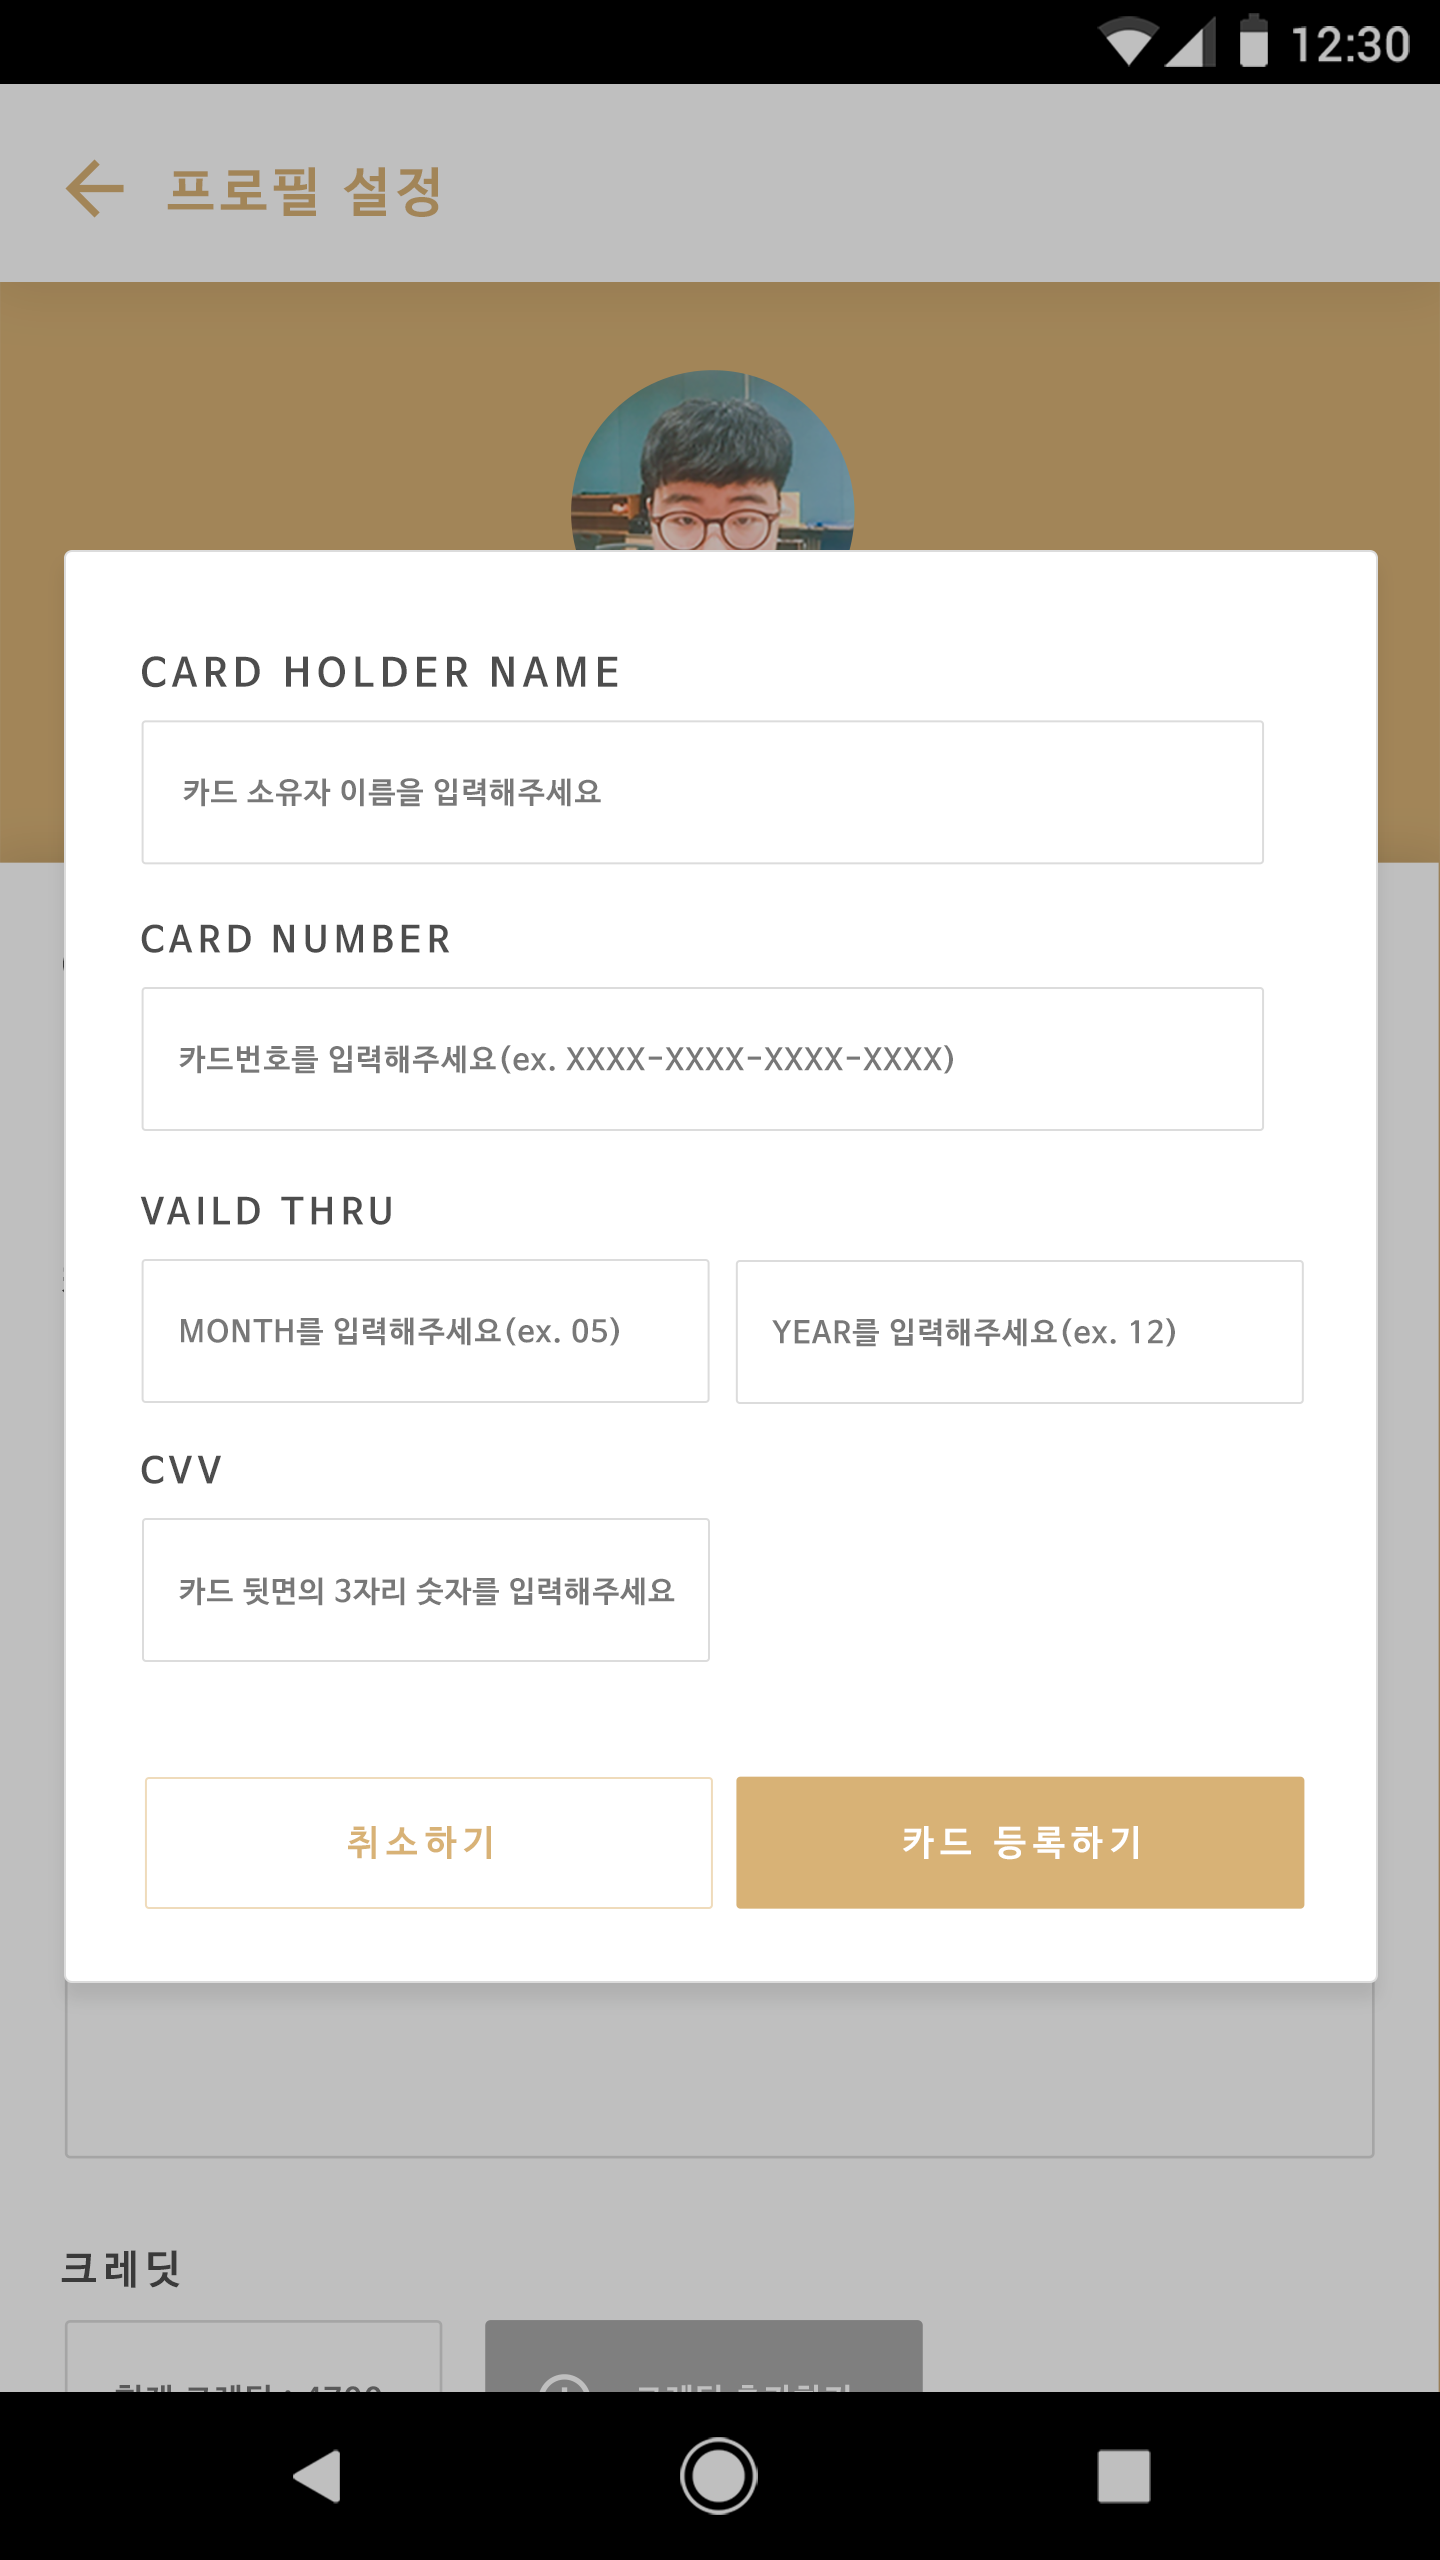 12:30
프로필 설정
CARD HOLDER NAME
카드 소유자 이름을 입력해주세요
CARD NUMBER
카드번호를 입력해주세요(ex. XXXX-XXXX-XXXX-XXXX)
VAILD THRU
MONTH를 입력해주세요(ex. 05)
YEAR를 입력해주세요(ex. 12)
CVV
카드 뒷면의 3자리 숫자를 입력해주세요
취소하기
카드 등록하기
크레딧